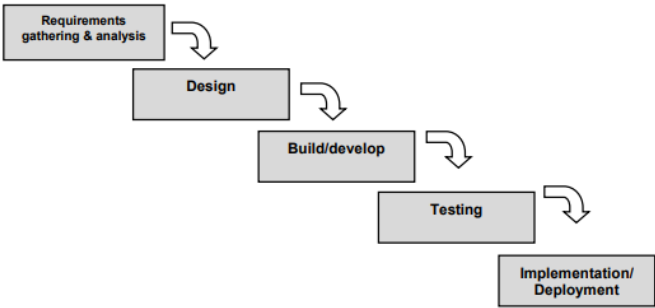 Requirements
gathering & analysis
Design
Build/develop
Testing
Implementation/
Deployment